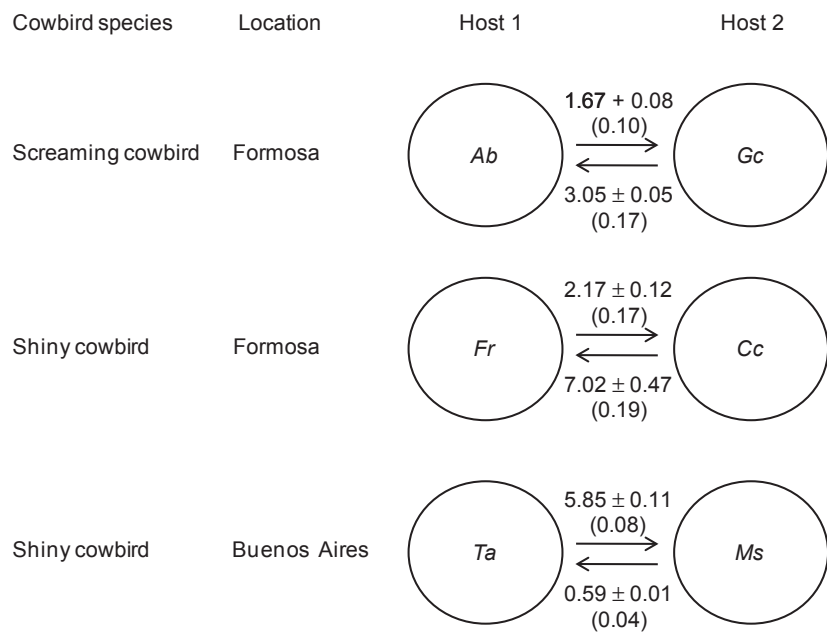 Cowbird species Location Host 1 Host 2
1.67 + 0.08
(0.10)
Screaming cowbird Formosa Ab Gc
3.05 ± 0.05
(0.17)
2.17 ± 0.12
(0.17)
Shiny cowbird Formosa Fr Cc
7.02 ± 0.47
(0.19)
5.85 ± 0.11
(0.08)
Shiny cowbird Buenos Aires Ta Ms
0.59 ± 0.01
(0.04)